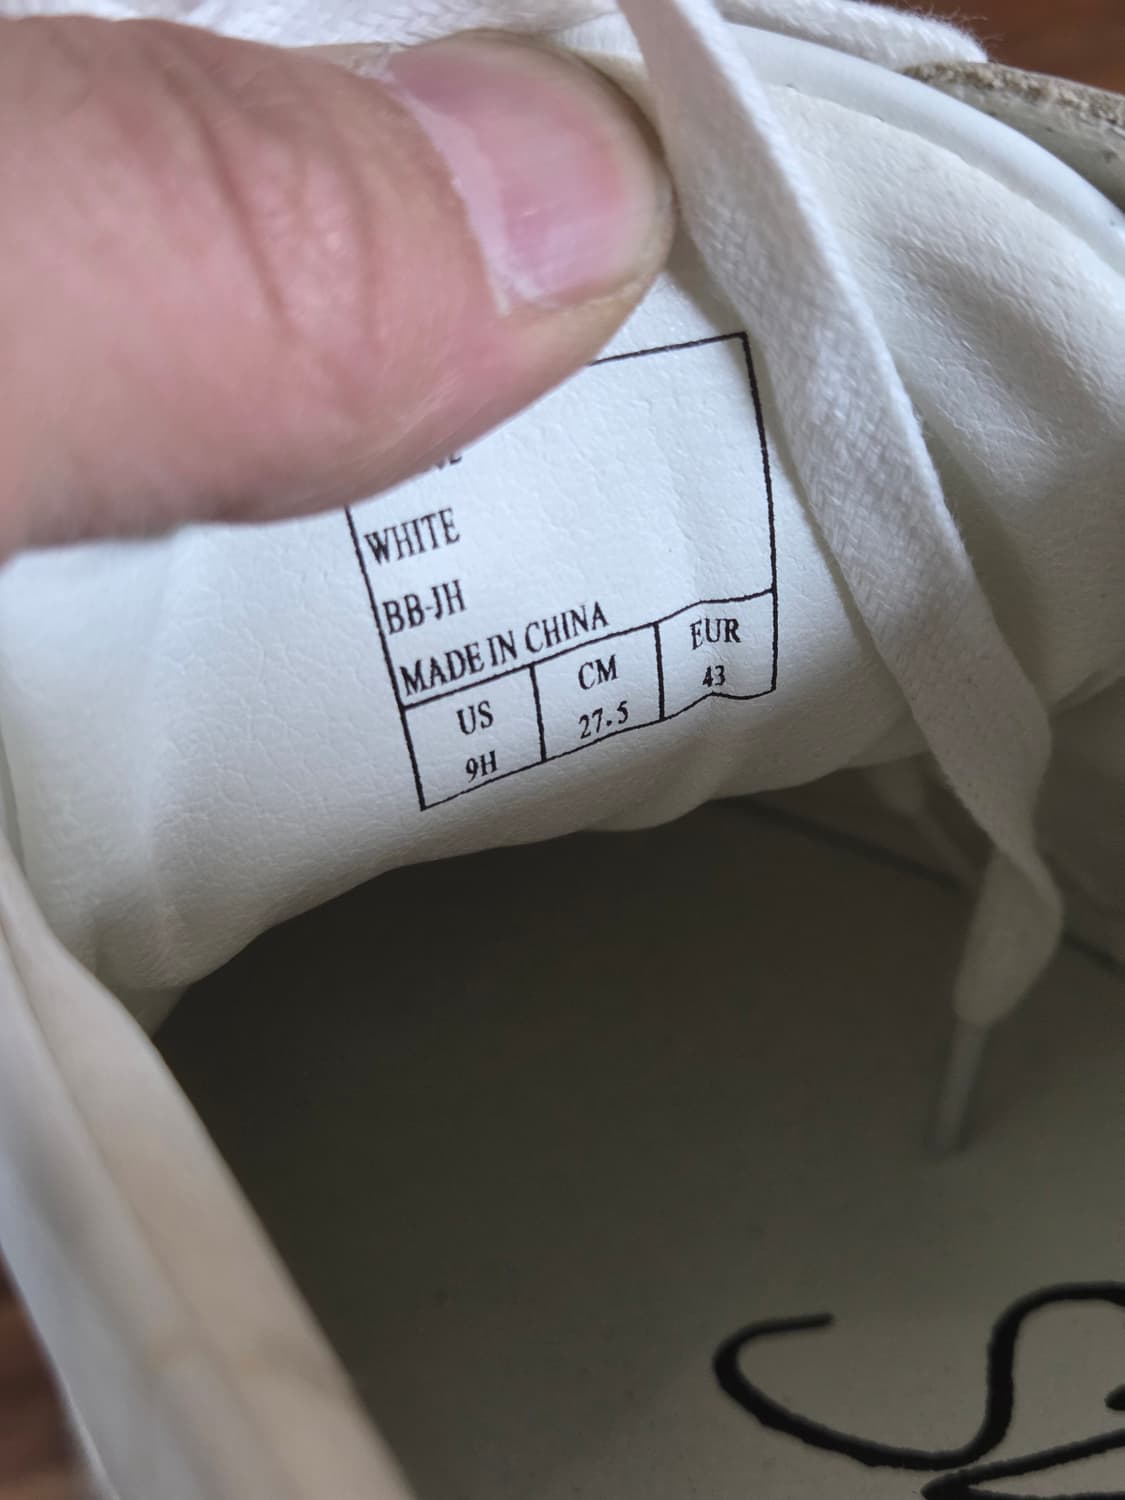 WHITE
BB-JH
MADE IN CHINA
US CM EUR
9H 27.5 43